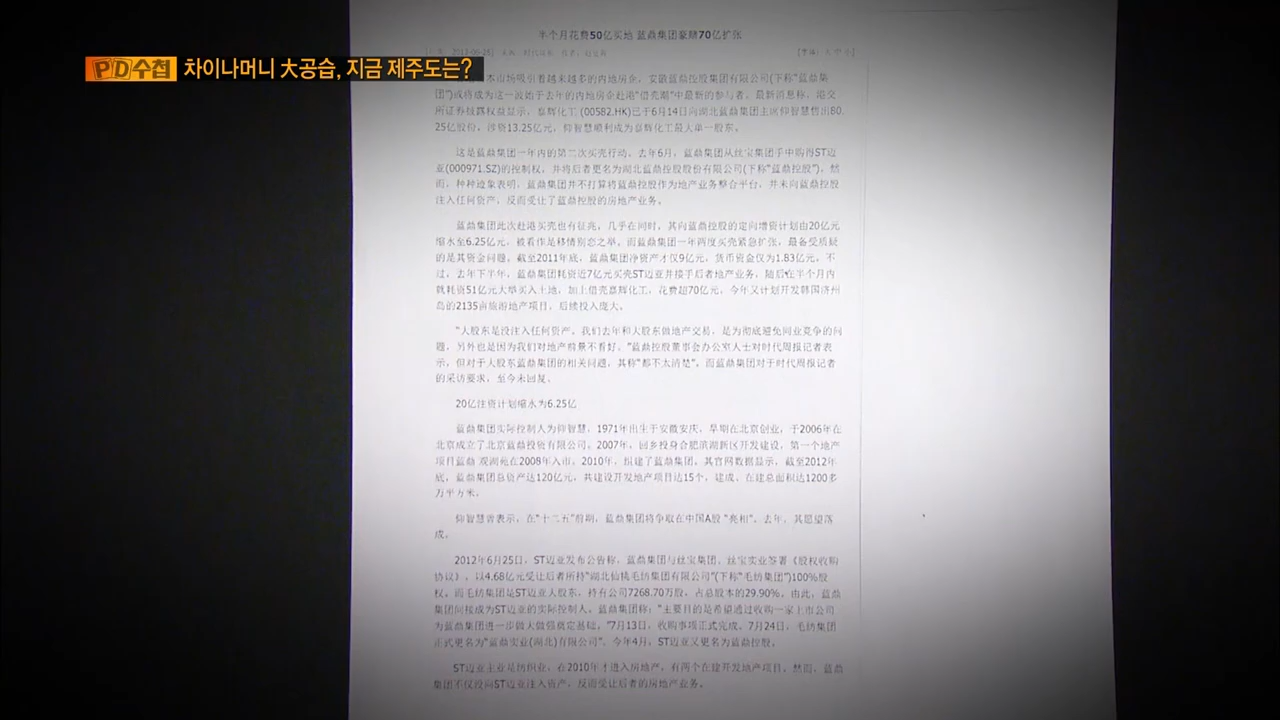 半个月花费50亿买地 蓝鼎集团豪赌70亿扩张
PD수첩 차이나머니 大공습, 지금 제주도는?
本市场吸引着越来越多的内地房企，安徽蓝鼎控股集团有限公司(下称"蓝鼎集
团")或将成为这一波始于去年的内地房企赴港"借壳潮"中最新的参与者。最新消息称，港交
所证券披露权益显示，嘉辉化工 (00582.HK)已于6月14日向湖北蓝鼎集团主席仰智慧售出80.
25亿股份，涉资13.25亿元，仰智慧顺利成为嘉辉化工最大单一股东。
这是蓝鼎集团一年内的第二次买壳行动。去年6月，蓝鼎集团从丝宝集团手中购得ST迈
亚(000971.SZ)的控制权，并将后者更名为湖北蓝鼎控股股份有限公司(下称"蓝鼎控股")。然
而，种种迹象表明，蓝鼎集团并不打算将蓝鼎控股作为地产业务整合平台，并未向蓝鼎控股
注入任何资产，反而受让了蓝鼎控股的房地产业务。
蓝鼎集团此次赴港买壳也有征兆，几乎在同时，其向蓝鼎控股的定向增资计划由20亿元
缩水至6.25亿元，被看作是移情别恋之举。而蓝鼎集团一年两度买壳紧急扩张，最备受质疑
的是其资金问题。截至2011年底，蓝鼎集团净资产才仅9亿元，货币资金仅为1.83亿元，不
过，去年下半年，蓝鼎集团耗资近7亿元买壳ST迈亚并接手后者地产业务，随后在半个月内
就耗资51亿元大举买入土地，加上借壳嘉辉化工，花费超70亿元，今年又计划开发韩国济州
岛的2135亩旅游地产项目，后续投入庞大。
"大股东是没注入任何资产。我们去年和大股东做地产交易，是为彻底避免同业竞争的问
题，另外也是因为我们对地产前景不看好。"蓝鼎控股董事会办公室人士对时代周报记者表
示，但对于大股东蓝鼎集团的相关问题，其称"都不太清楚"，而蓝鼎集团对于时代周报记者
的采访要求，至今未回复。
20亿注资计划缩水为6.25亿
蓝鼎集团实际控制人为仰智慧，1971年出生于安徽安庆，早期在北京创业，于2006年在
北京成立了北京蓝鼎投资有限公司。2007年，回乡投身合肥滨湖新区开发建设，第一个地产
项目蓝鼎 观湖苑在2008年入市。2010年，组建了蓝鼎集团。其官网数据显示，截至2012年
底，蓝鼎集团总资产达120亿元，共建设开发地产项目达15个，建成、在建总面积达1200多
万平方米。
仰智慧曾表示，在"十二五"前期，蓝鼎集团将争取在中国A股 "亮相"。去年，其愿望落
成。
2012年6月25日，ST迈亚发布公告称，蓝鼎集团与丝宝集团、丝宝实业签署《股权收购
协议》，以4.68亿元受让后者所持"湖北仙桃毛纺集团有限公司"(下称"毛纺集团")100%股
权。而毛纺集团是ST迈亚大股东，持有公司7268.70万股，占总股本的29.90%。由此，蓝鼎
集团间接成为ST迈亚的实际控制人。蓝鼎集团称："主要目的是希望通过收购一家上市公司
为蓝鼎集团进一步做大做强奠定基础。"7月13日，收购事项正式完成。7月24日，毛纺集团
正式更名为"蓝鼎实业(湖北)有限公司"。今年4月，ST迈亚又更名为蓝鼎控股。
ST迈亚主业是纺织业，在2010年才进入房地产，有两个在建开发地产项目。然而，蓝鼎
集团不仅没向ST迈亚注入资产，反而受让后者的房地产业务。